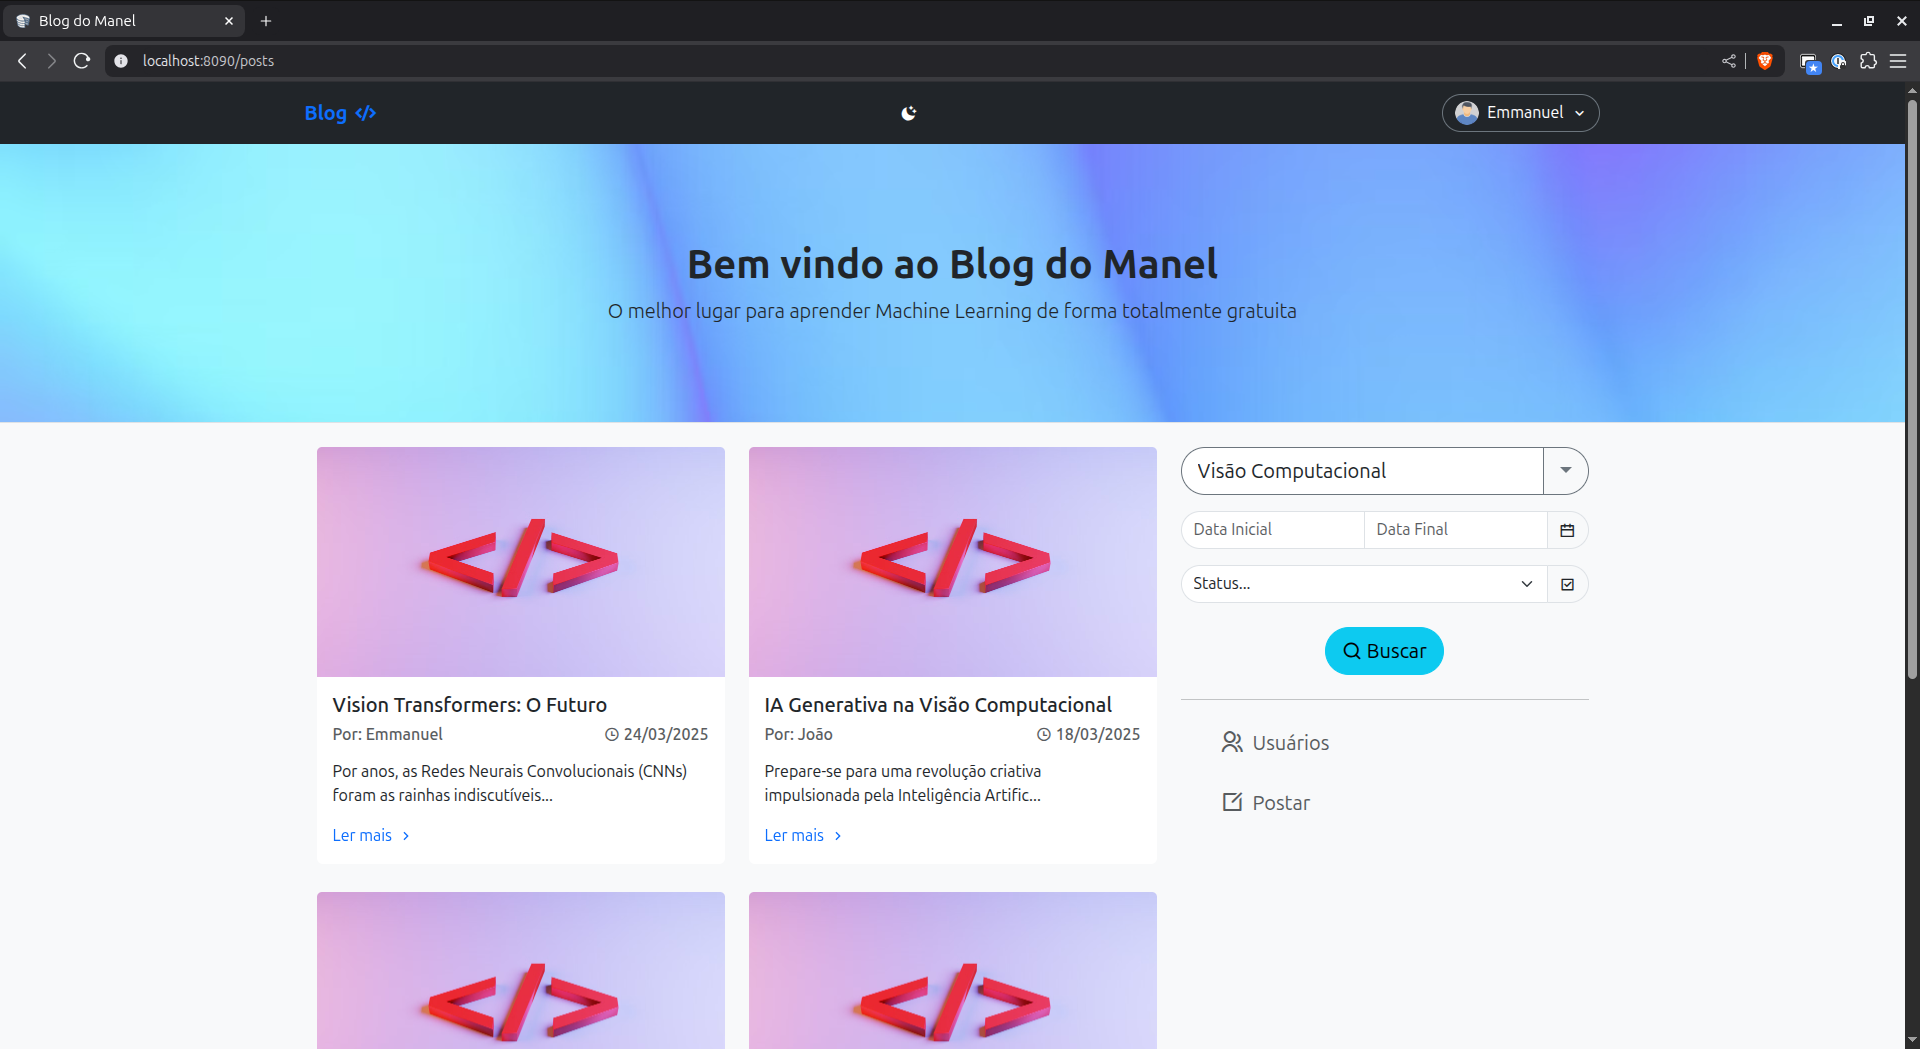 Blog do Manel
localhost:8090/posts
Blog </>
Emmanuel
Bem vindo ao Blog do Manel
O melhor lugar para aprender Machine Learning de forma totalmente gratuita
Vision Transformers: O Futuro
Por: Emmanuel 24/03/2025
Por anos, as Redes Neurais Convolucionais (CNNs)
foram as rainhas indiscutíveis...
Ler mais
IA Generativa na Visão Computacional
Por: João 18/03/2025
Prepare-se para uma revolução criativa
impulsionada pela Inteligência Artific...
Ler mais
Visão Computacional
Data Inicial Data Final
Status...
Buscar
Usuários
Postar